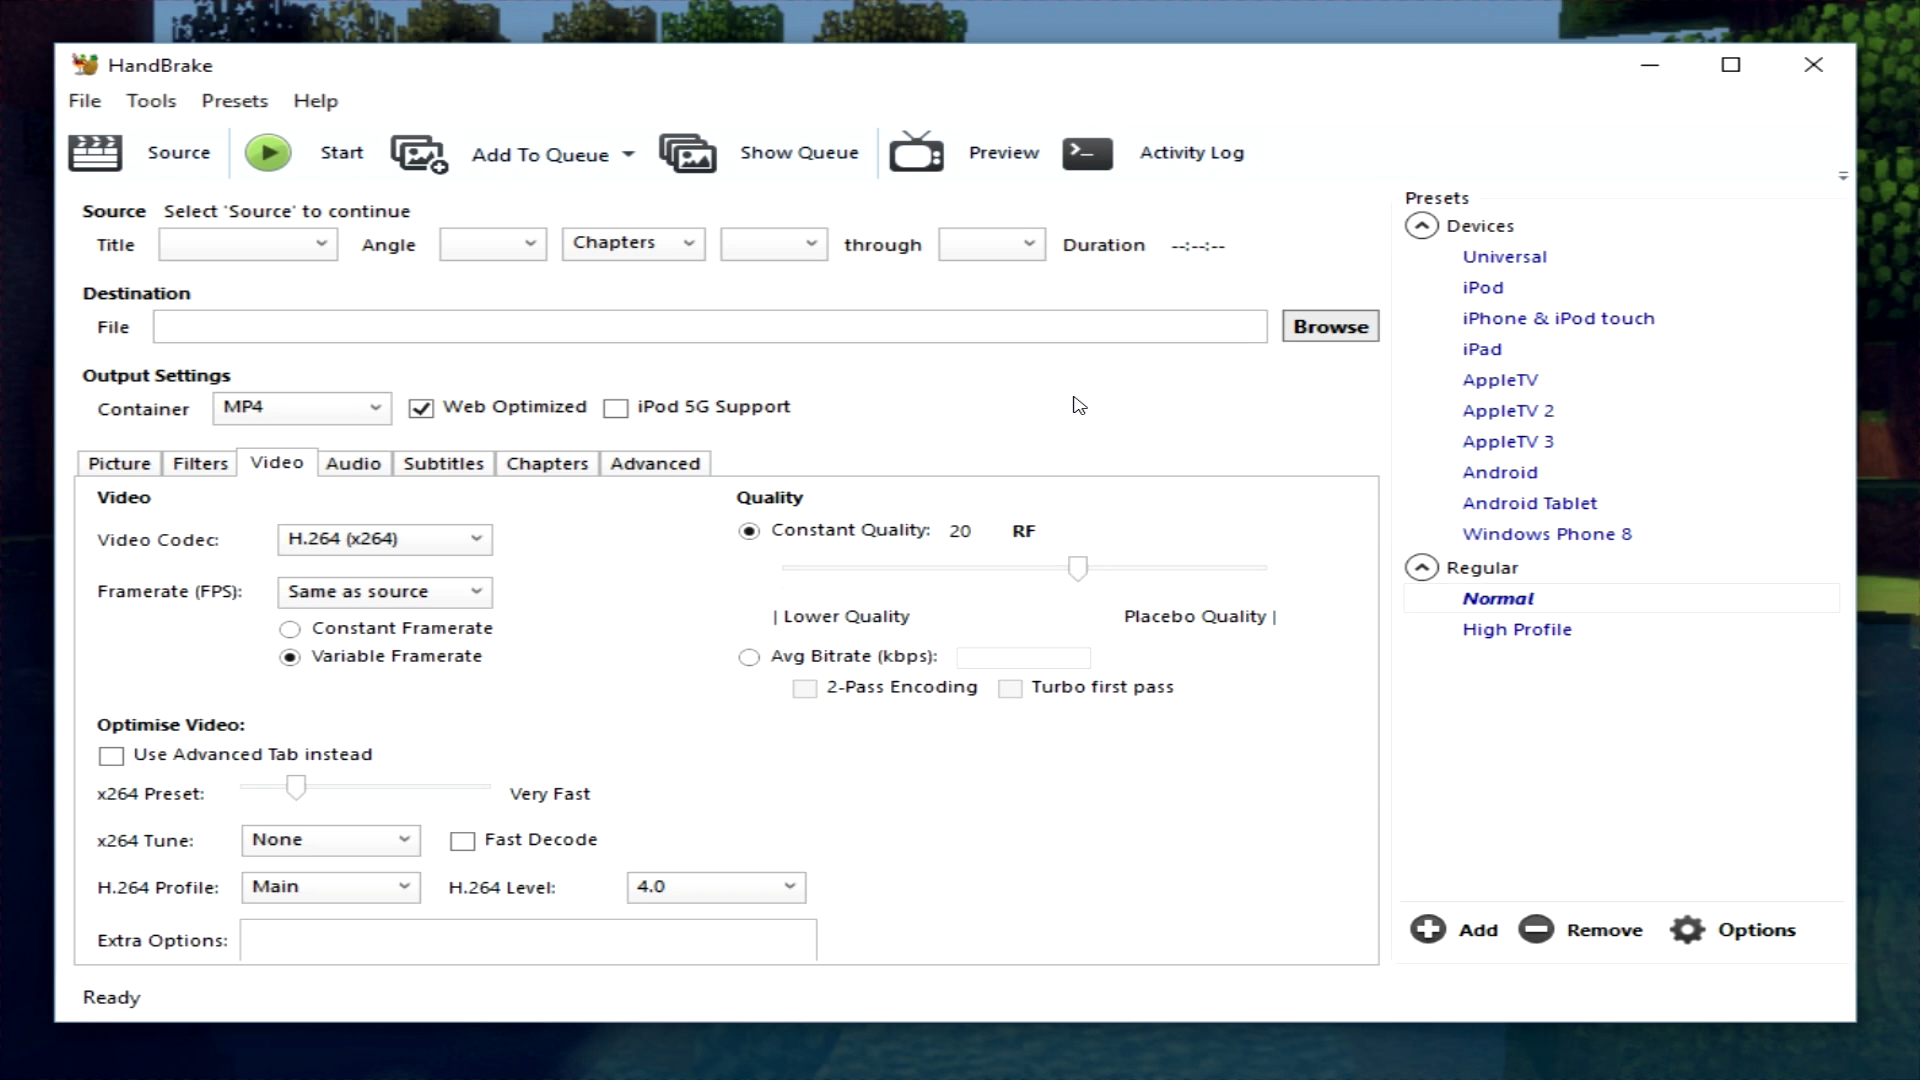 HandBrake
File Tools Presets Help
Source Start Add To Queue Show Queue Preview Activity Log
Source Select 'Source' to continue
Title Angle Chapters through Duration --:--:--
Destination
File Browse
Output Settings
Container MP4 Web Optimized iPod 5G Support
Picture Filters Video Audio Subtitles Chapters Advanced
Video
Video Codec: H.264 (x264)
Framerate (FPS): Same as source
Constant Framerate
Variable Framerate
Quality
Constant Quality: 20 RF
| Lower Quality Placebo Quality |
Avg Bitrate (kbps):
2-Pass Encoding Turbo first pass
Optimise Video:
Use Advanced Tab instead
x264 Preset: Very Fast
x264 Tune: None Fast Decode
H.264 Profile: Main H.264 Level: 4.0
Extra Options:
Ready
Presets
Devices
Universal
iPod
iPhone & iPod touch
iPad
AppleTV
AppleTV 2
AppleTV 3
Android
Android Tablet
Windows Phone 8
Regular
Normal
High Profile
Add Remove Options